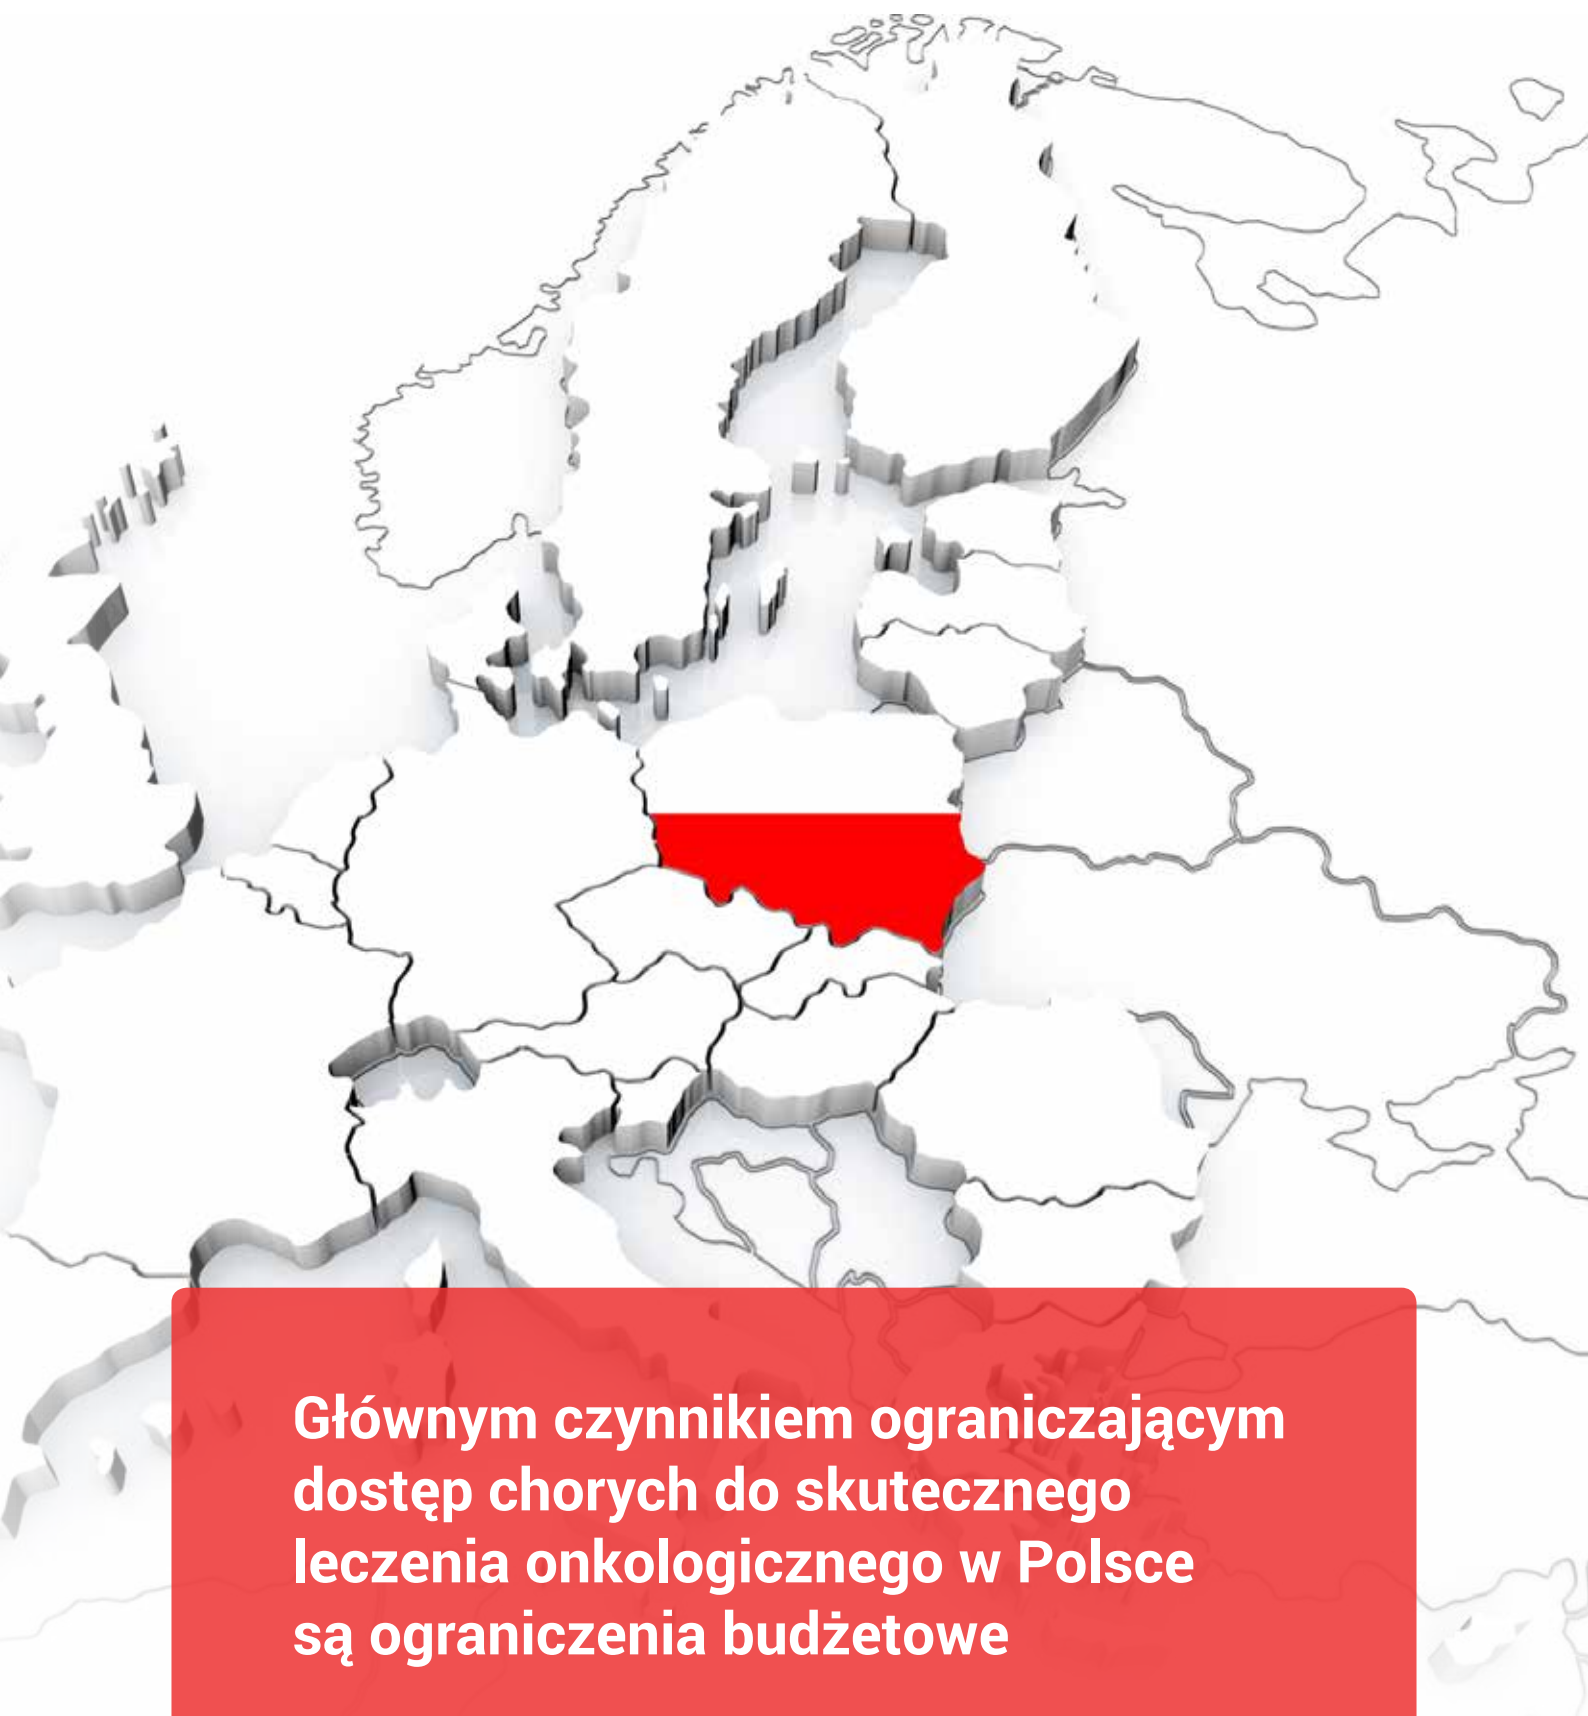 Głównym czynnikiem ograniczającym
dostęp chorych do skutecznego
leczenia onkologicznego w Polsce
są ograniczenia budżetowe